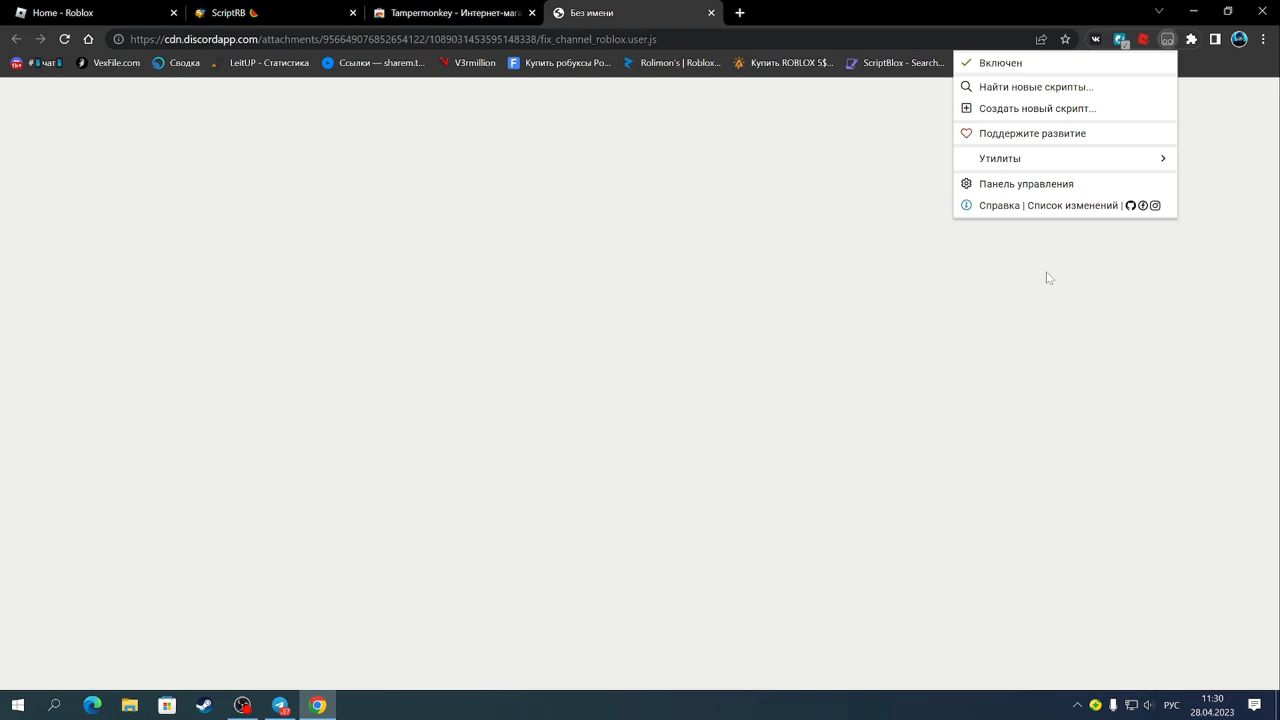 Home - Roblox
ScriptRB
Tampermonkey - Интернет-мага
Без имени
https://cdn.discordapp.com/attachments/956649076852654122/1089031453595148338/fix_channel_roblox.user.js
VexFile.com
Сводка
LeitUP - Статистика
Ссылки — sharem.t...
V3rmillion
Купить робуксы Ро...
Rolimon's | Roblox...
Купить ROBLOX 5$...
ScriptBlox - Search...
Включен
Найти новые скрипты...
Создать новый скрипт...
Поддержите развитие
Утилиты
Панель управления
Справка | Список изменений |
РУС
11:30
28.04.2023